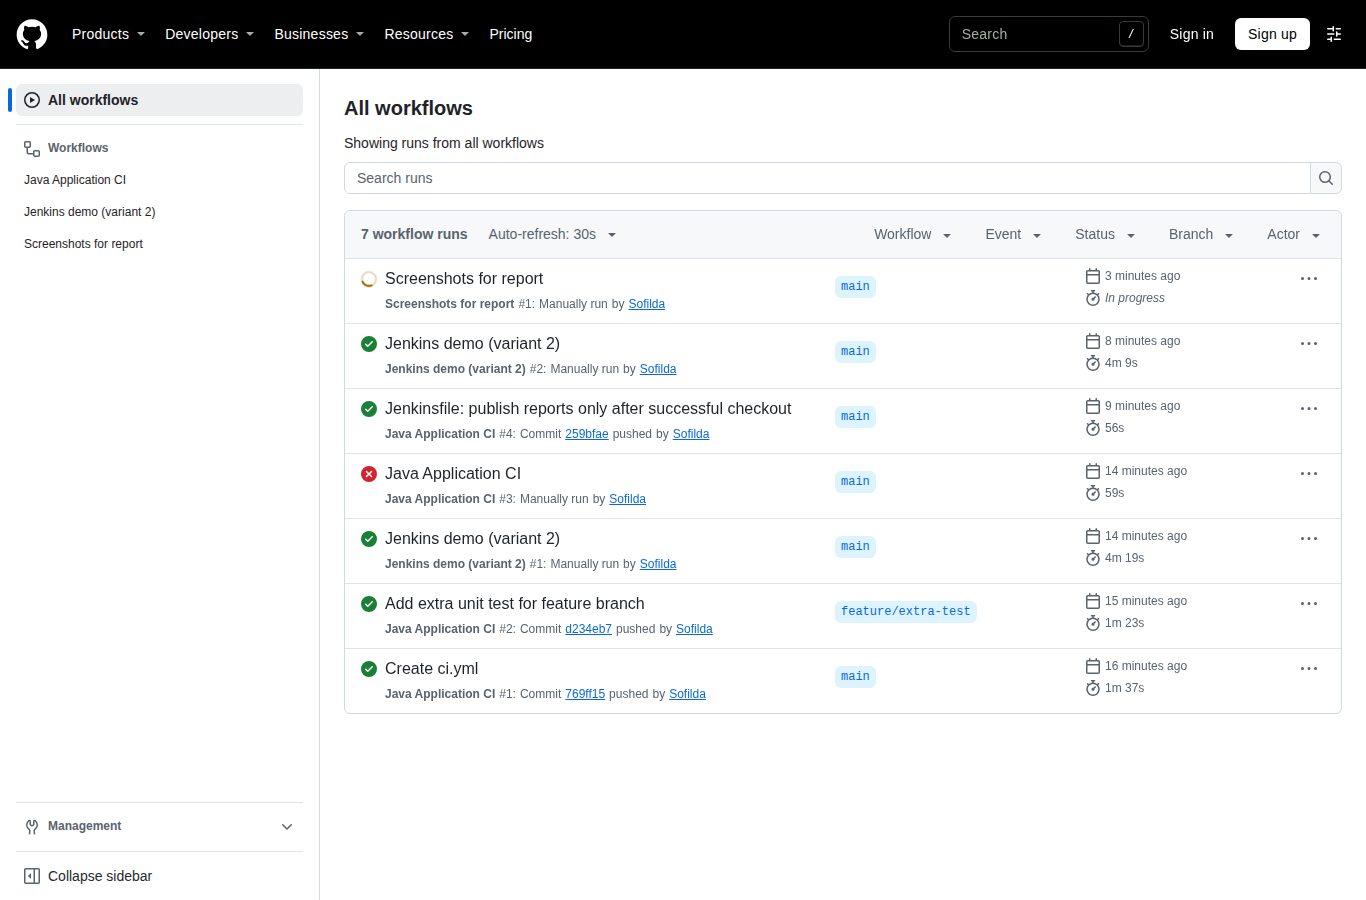 Products Developers Businesses Resources Pricing Search / Sign in Sign up
All workflows
Workflows
Java Application CI
Jenkins demo (variant 2)
Screenshots for report
Management
Collapse sidebar
All workflows
Showing runs from all workflows
Search runs
7 workflow runs Auto-refresh: 30s Workflow Event Status Branch Actor
Screenshots for report main 3 minutes ago
Screenshots for report #1: Manually run by Sofilda In progress
Jenkins demo (variant 2) main 8 minutes ago
Jenkins demo (variant 2) #2: Manually run by Sofilda 4m 9s
Jenkinsfile: publish reports only after successful checkout main 9 minutes ago
Java Application CI #4: Commit 259bfae pushed by Sofilda 56s
Java Application CI main 14 minutes ago
Java Application CI #3: Manually run by Sofilda 59s
Jenkins demo (variant 2) main 14 minutes ago
Jenkins demo (variant 2) #1: Manually run by Sofilda 4m 19s
Add extra unit test for feature branch feature/extra-test 15 minutes ago
Java Application CI #2: Commit d234eb7 pushed by Sofilda 1m 23s
Create ci.yml main 16 minutes ago
Java Application CI #1: Commit 769ff15 pushed by Sofilda 1m 37s